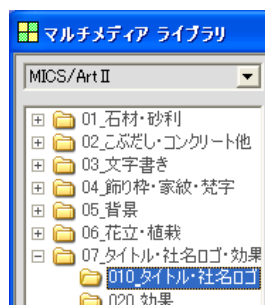 マルチメディア ライブラリ
MICS/ArtⅡ
01_石材・砂利
02_こぶだし・コンクリート他
03_文字書き
04_飾り枠・家紋・梵字
05_背景
06_花立・植栽
07_タイトル・社名ロゴ・効果
010_タイトル・社名ロゴ
020_効果